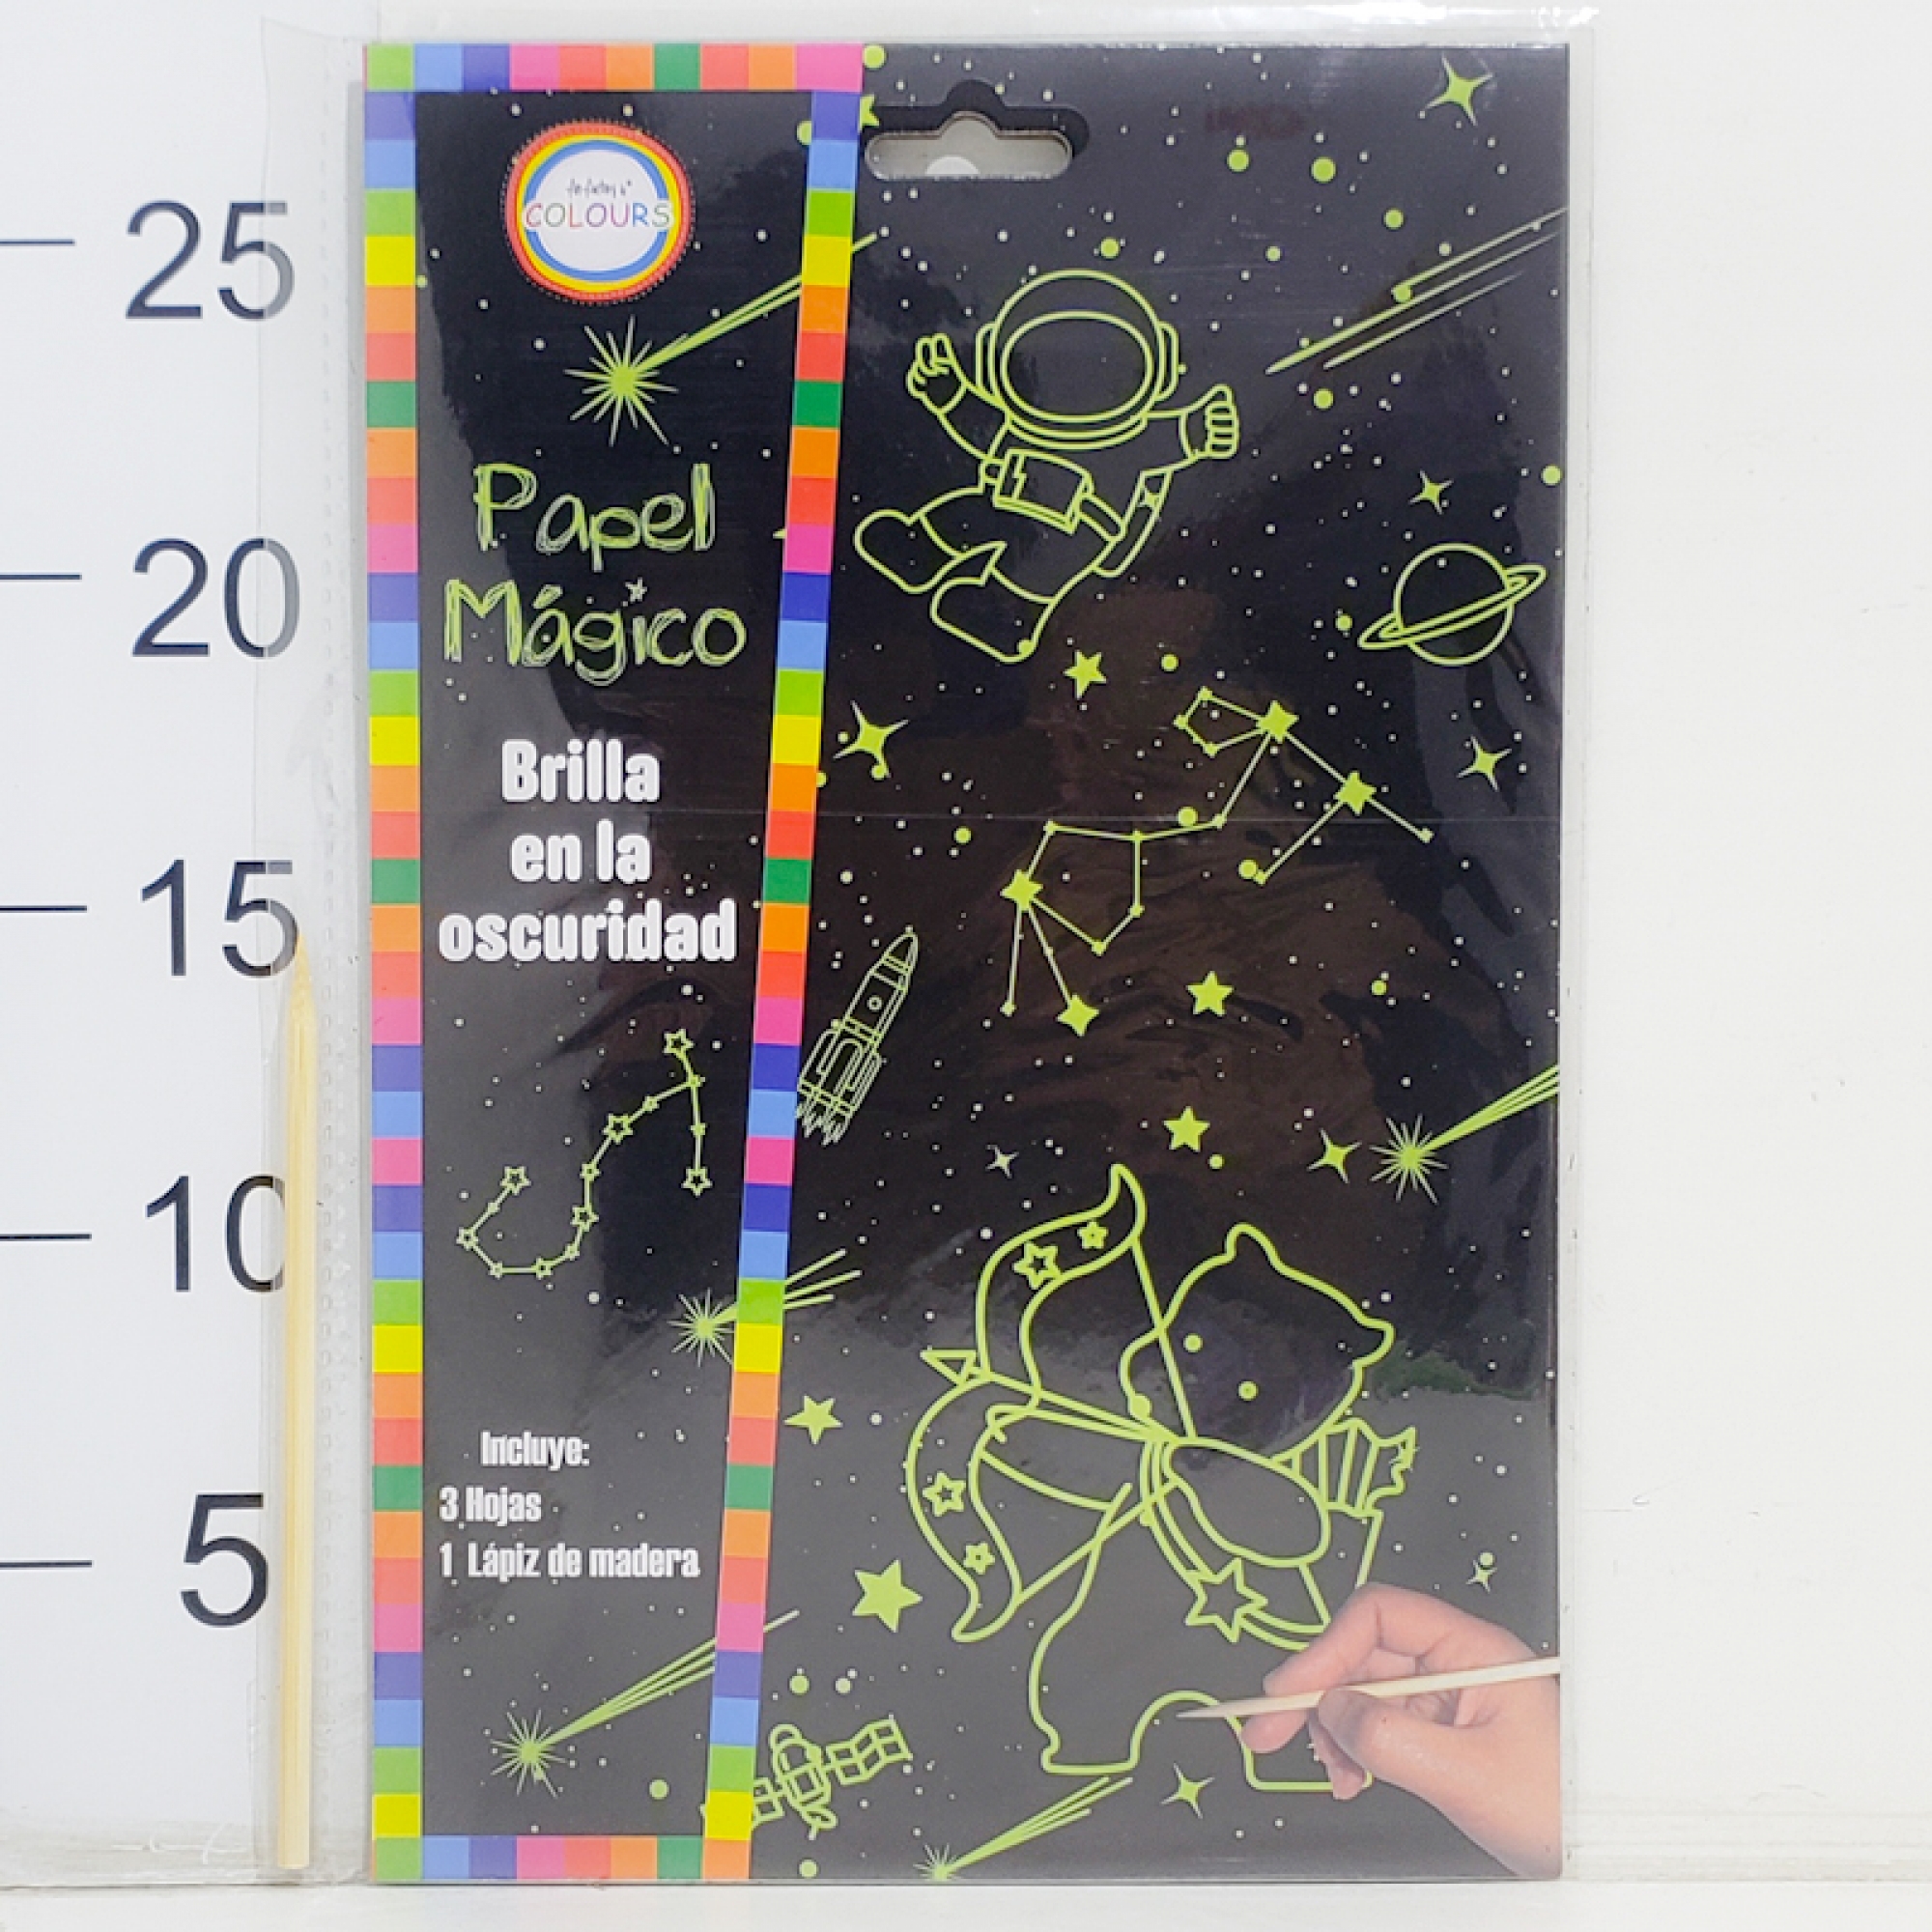 25
20
15
10
5
COLOURS
Papel
Mágico
Brilla
en la
oscuridad
Incluye:
3 Hojas
1 Lápiz de madera